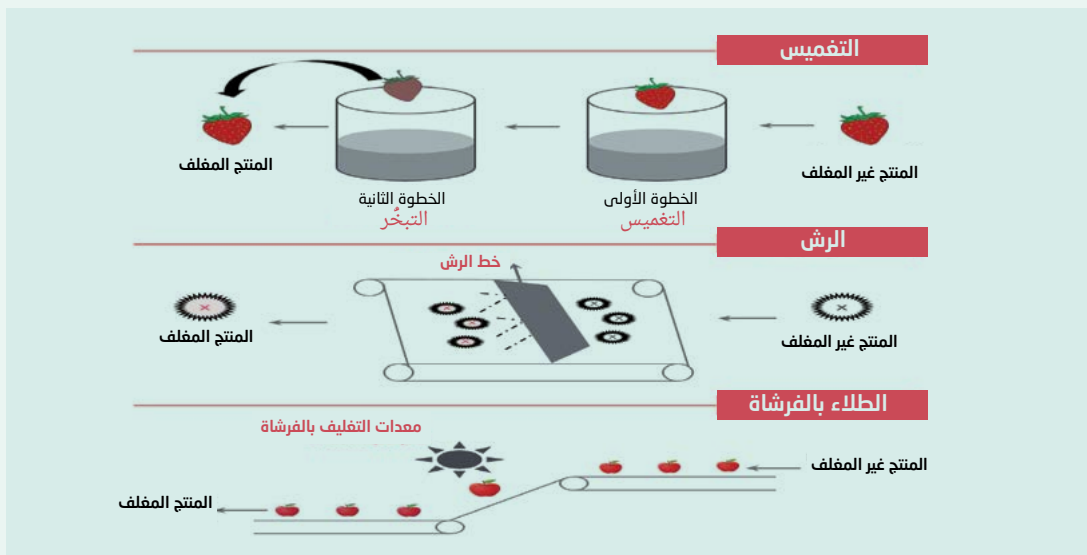 التغميس
المنتج غير المغلف
المنتج المغلف
الخطوة الأولى
التغميس
الخطوة الثانية
التبخُر
الرش
خط الرش
المنتج غير المغلف
المنتج المغلف
الطلاء بالفرشاة
معدات التغليف بالفرشاة
المنتج غير المغلف
المنتج المغلف